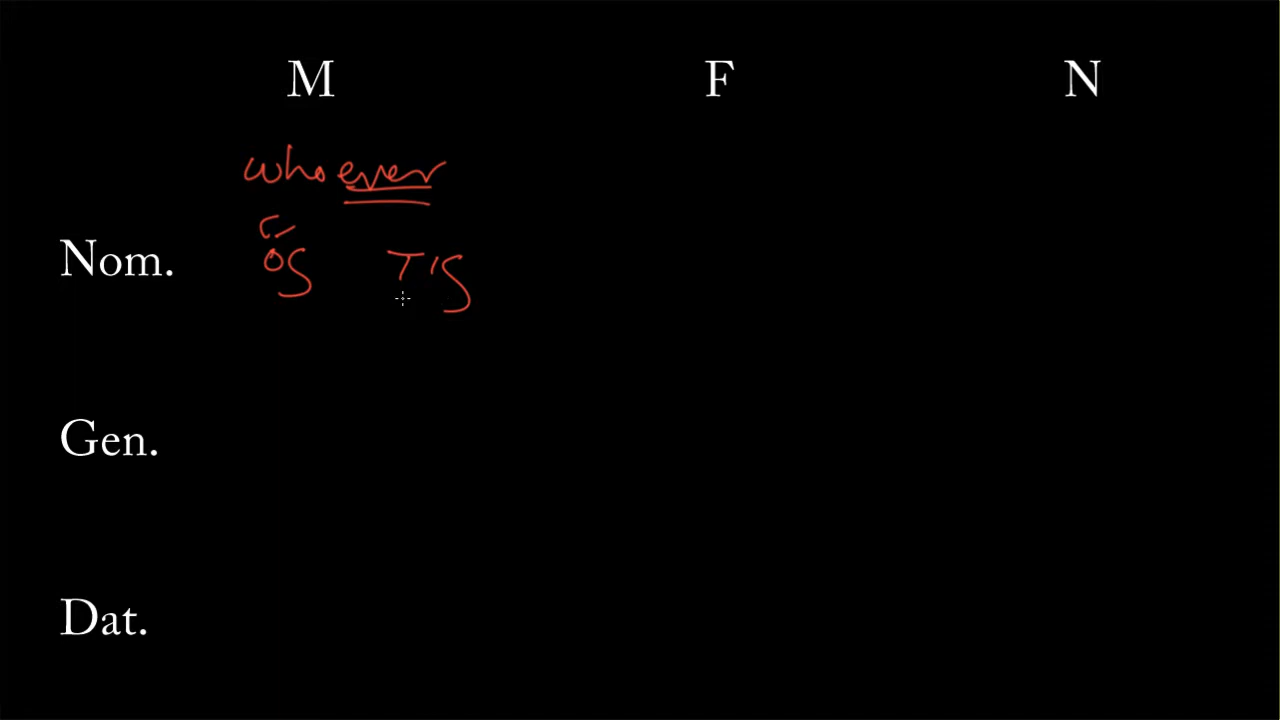 M F N
whoever
Nom. ὅς τις
Gen.
Dat.